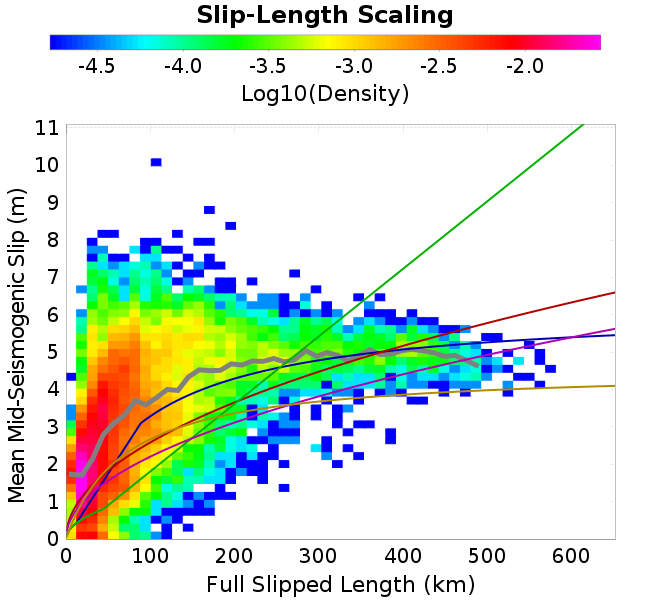 Slip-Length Scaling
-4.5 -4.0 -3.5 -3.0 -2.5 -2.0
Log10(Density)
Mean Mid-Seismogenic Slip (m)
11
10
9
8
7
6
5
4
3
2
1
0
0 100 200 300 400 500 600
Full Slipped Length (km)